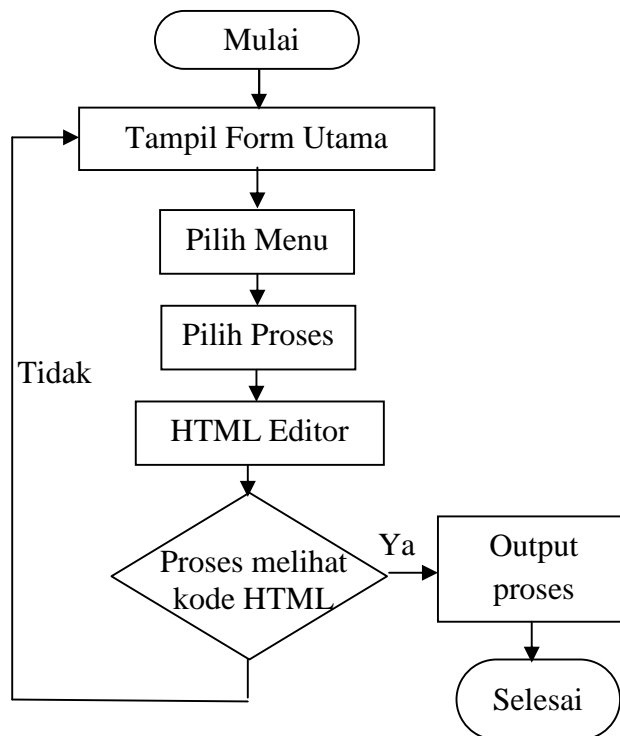 Mulai
Tampil Form Utama
Pilih Menu
Pilih Proses
Tidak
HTML Editor
Proses melihat
kode HTML
Ya
Output
proses
Selesai